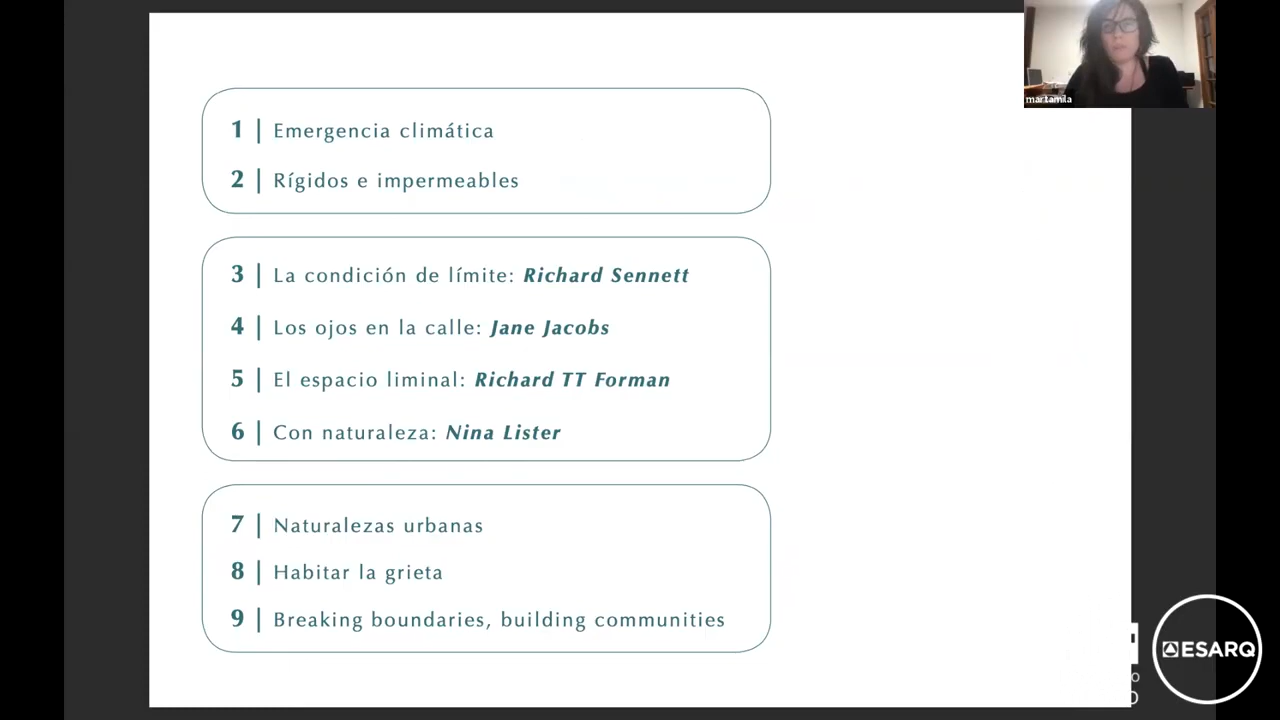 martamila
1 | Emergencia climática
2 | Rígidos e impermeables
3 | La condición de límite: Richard Sennett
4 | Los ojos en la calle: Jane Jacobs
5 | El espacio liminal: Richard TT Forman
6 | Con naturaleza: Nina Lister
7 | Naturalezas urbanas
8 | Habitar la grieta
9 | Breaking boundaries, building communities
ESARQ